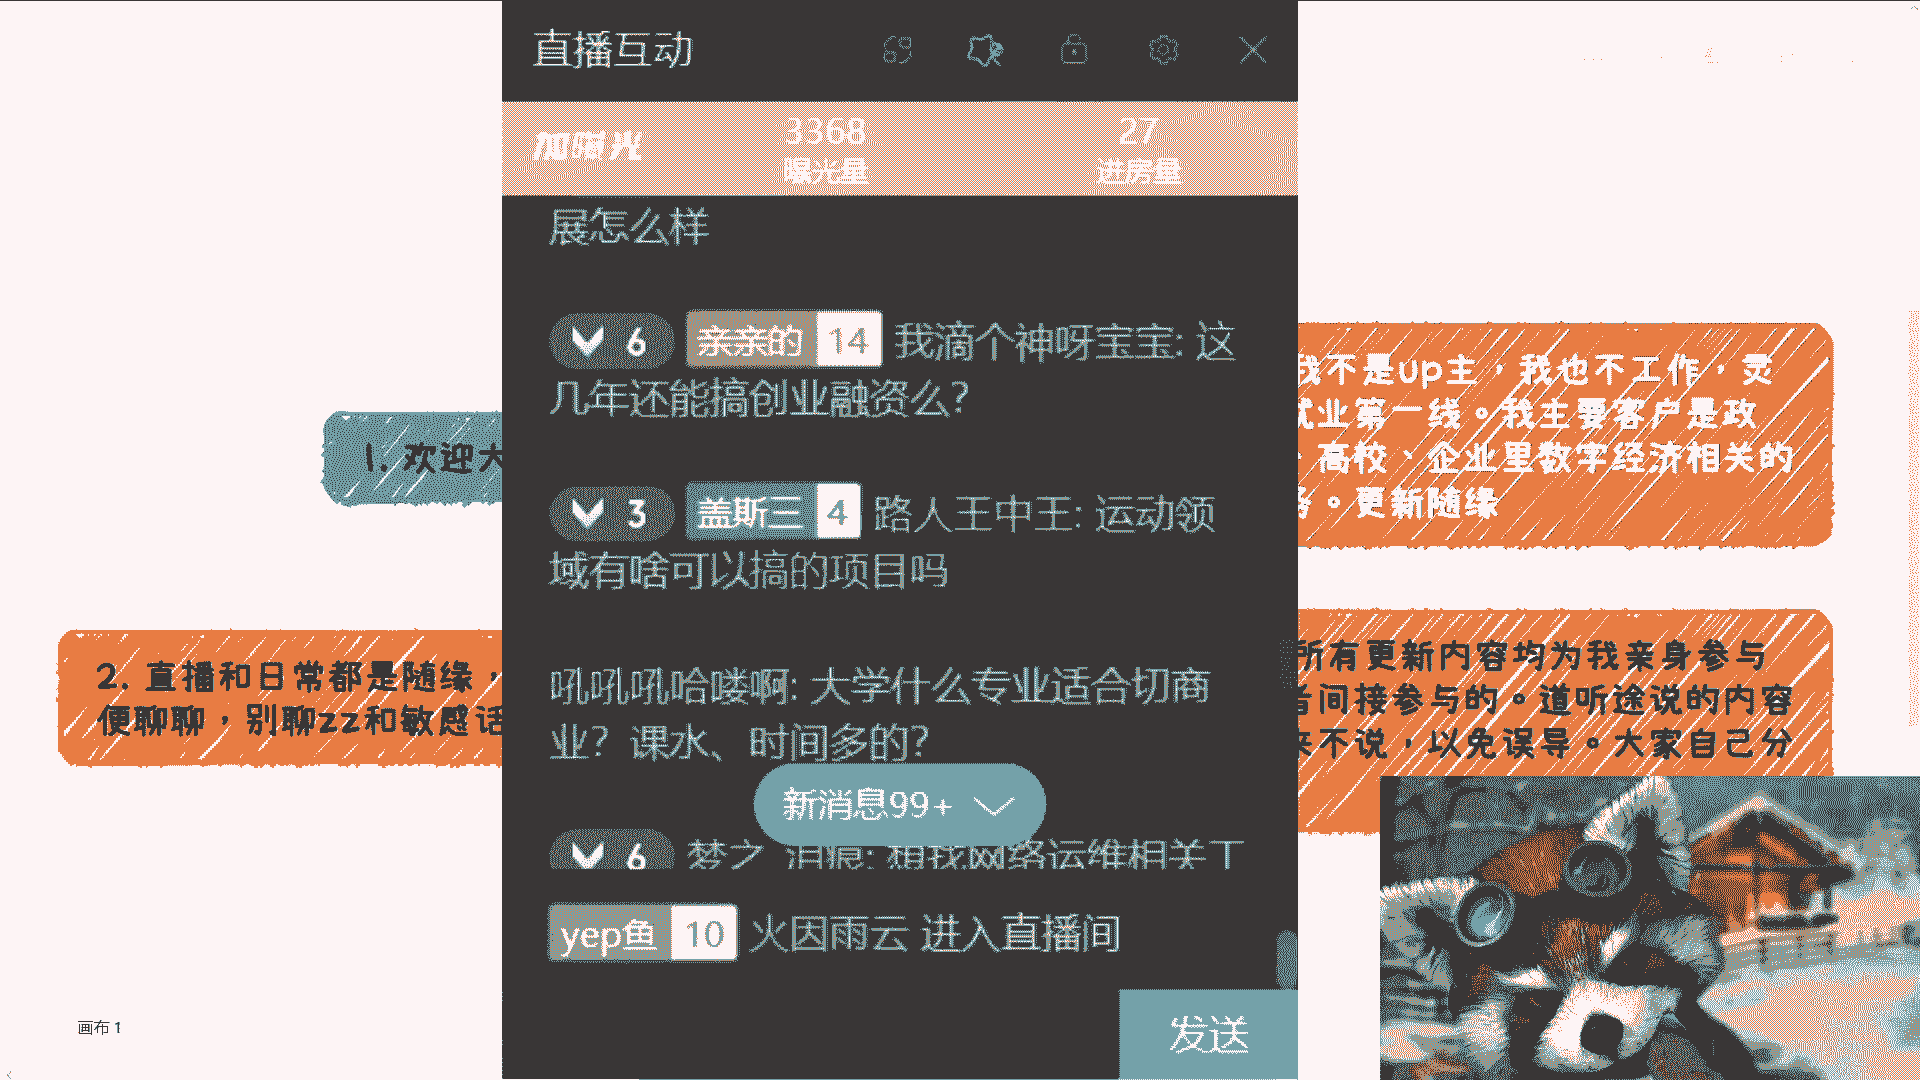 直播互动
加曝光
3368
曝光量
27
进房量
展怎么样
6 亲亲的 14 我滴个神呀宝宝: 这
几年还能搞创业融资么?
3 盖斯三 4 路人王中王: 运动领
域有啥可以搞的项目吗
吼吼吼哈喽啊: 大学什么专业适合切商
业? 课水、时间多的?
新消息99+
6 梦之 泪痕: 相我网络运维相关工
yep鱼 10 火因雨云 进入直播间
发送
1. 欢迎大
2. 直播和日常都是随缘，
便聊聊，别聊zz和敏感话
我不是up主，我也不工作，灵
试业第一线。我主要客户是政
、高校、企业里数字经济相关的
务。更新随缘
所有更新内容均为我亲身参与
者间接参与的。道听途说的内容
来不说，以免误导。大家自己分
画布 1